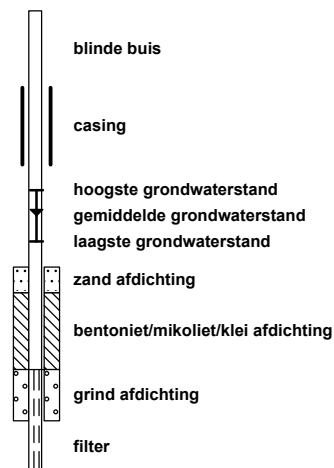 blinde buis
casing
hoogste grondwaterstand
gemiddelde grondwaterstand
laagste grondwaterstand
zand afdichting
bentoniet/mikoliet/klei afdichting
grind afdichting
filter